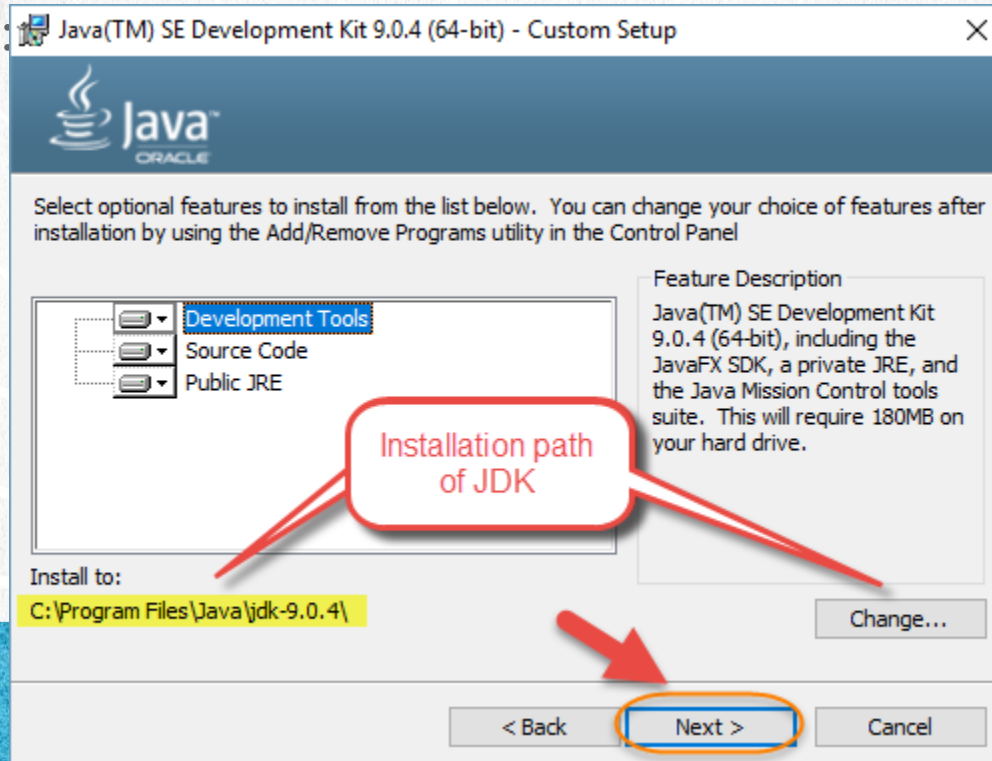 Java(TM) SE Development Kit 9.0.4 (64-bit) - Custom Setup
Java™
ORACLE
Select optional features to install from the list below. You can change your choice of features after
installation by using the Add/Remove Programs utility in the Control Panel
Development Tools
Source Code
Public JRE
Feature Description
Java(TM) SE Development Kit
9.0.4 (64-bit), including the
JavaFX SDK, a private JRE, and
the Java Mission Control tools
suite. This will require 180MB on
your hard drive.
Installation path
of JDK
Install to:
C:\Program Files\Java\jdk-9.0.4\
Change...
< Back
Next >
Cancel